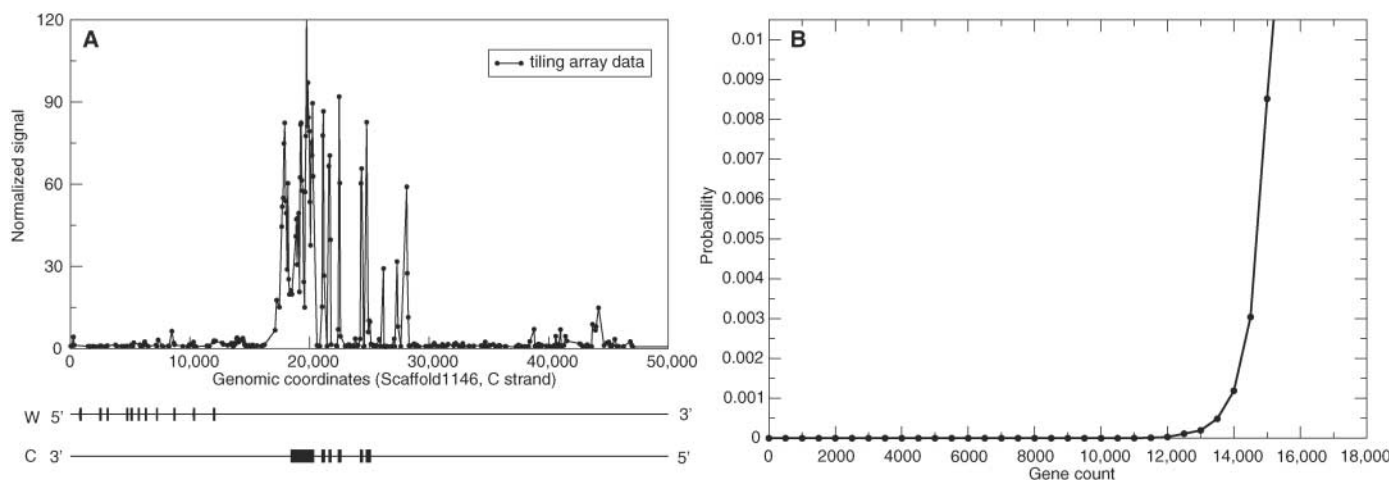 A
120
90
60
30
0
Normalized signal
tiling array data
0 10,000 20,000 30,000 40,000 50,000
Genomic coordinates (Scaffold1146, C strand)
W 5' 3'
C 3' 5'
B
0.01
0.009
0.008
0.007
0.006
0.005
0.004
0.003
0.002
0.001
0
Probability
0 2000 4000 6000 8000 10,000 12,000 14,000 16,000 18,000
Gene count